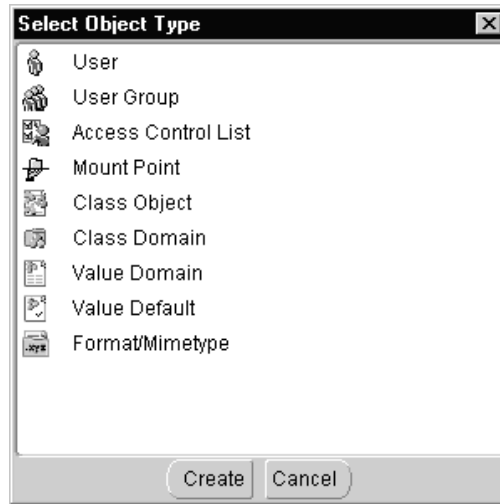 Select Object Type
User
User Group
Access Control List
Mount Point
Class Object
Class Domain
Value Domain
Value Default
.xyz Format/Mimetype
Create Cancel